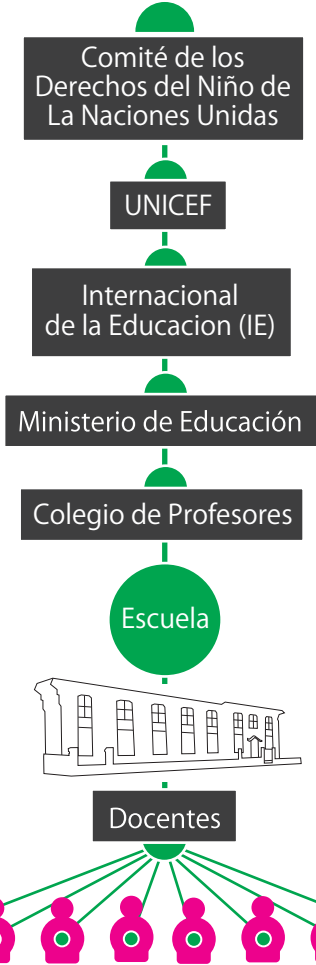 Comité de los
Derechos del Niño de
La Naciones Unidas
UNICEF
Internacional
de la Educacion (IE)
Ministerio de Educación
Colegio de Profesores
Escuela
Docentes